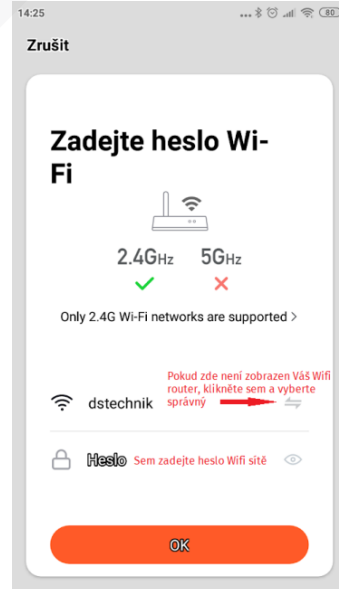 14:25
... 80
Zrušit
Zadejte heslo Wi-
Fi
2.4GHz 5GHz
Only 2.4G Wi-Fi networks are supported >
Pokud zde není zobrazen Váš Wifi
router, klikněte sem a vyberte
správný
dstechnik
Heslo Sem zadejte heslo Wifi sítě
OK